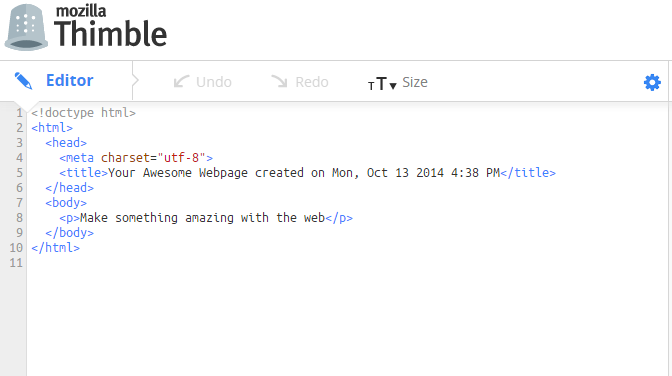 mozilla
Thimble
Editor Undo Redo TT Size
1 <!doctype html>
2 <html>
3   <head>
4     <meta charset="utf-8">
5     <title>Your Awesome Webpage created on Mon, Oct 13 2014 4:38 PM</title>
6   </head>
7   <body>
8     <p>Make something amazing with the web</p>
9   </body>
10 </html>
11